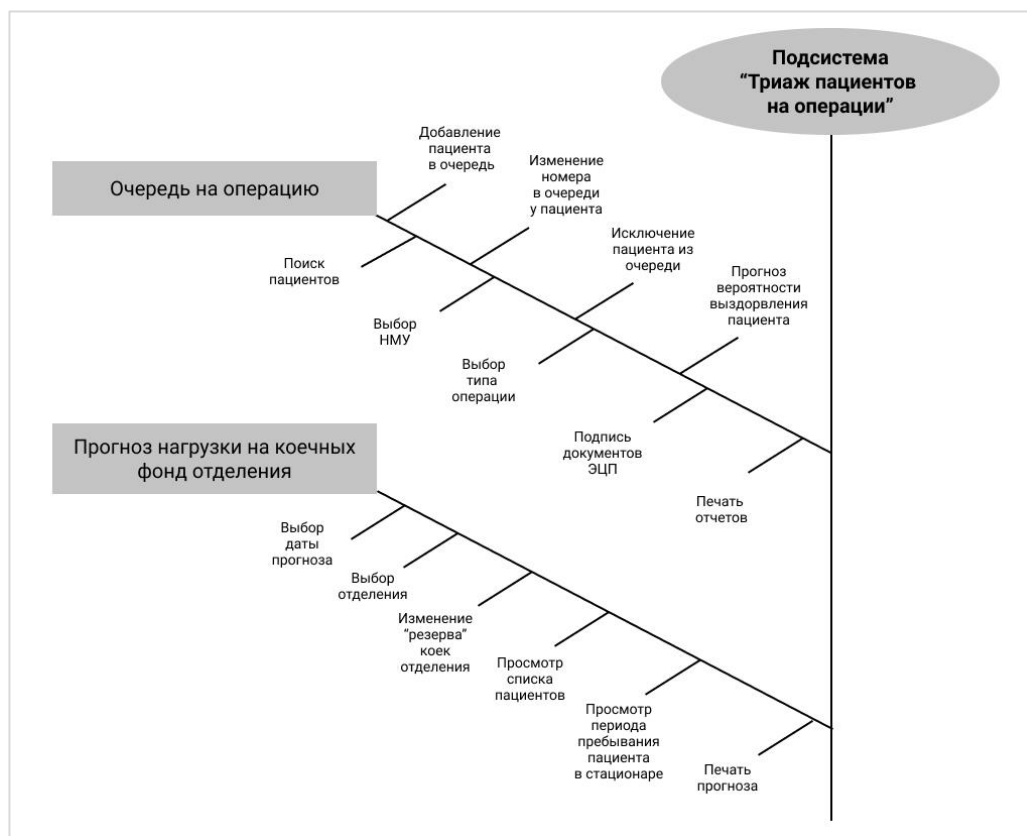 Подсистема
“Триаж пациентов
на операции”
Добавление
пациента
в очередь
Изменение
номера
в очереди
у пациента
Очередь на операцию
Исключение
пациента из
очереди
Поиск
пациентов
Прогноз
вероятности
выздорвления
пациента
Выбор
НМУ
Выбор
типа
операции
Подпись
документов
ЭЦП
Печать
отчетов
Прогноз нагрузки на коечных
фонд отделения
Выбор
даты
прогноза
Выбор
отделения
Изменение
“резерва”
коек
отделения
Просмотр
списка
пациентов
Просмотр
периода
пребывания
пациента
в стационаре
Печать
прогноза